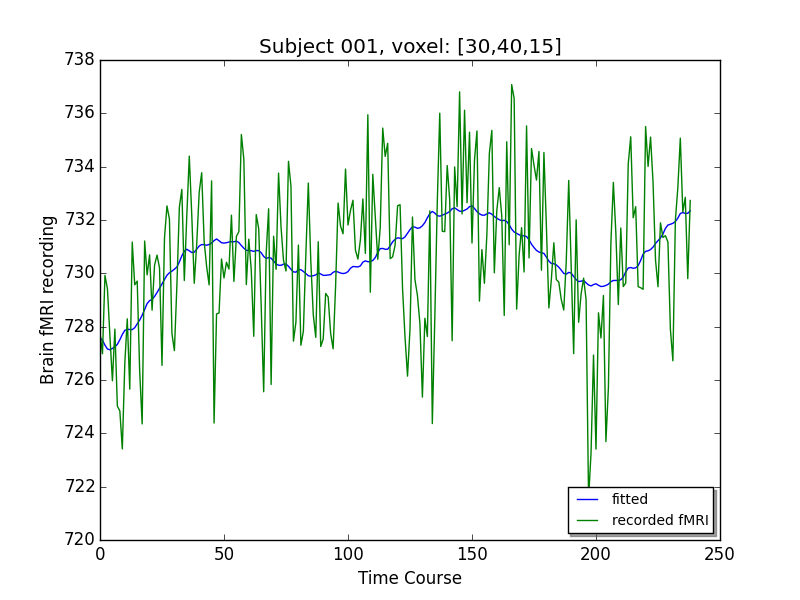 Subject 001, voxel: [30,40,15]
738
736
734
732
730
728
726
724
722
720
Brain fMRI recording
0 50 100 150 200 250
Time Course
fitted
recorded fMRI